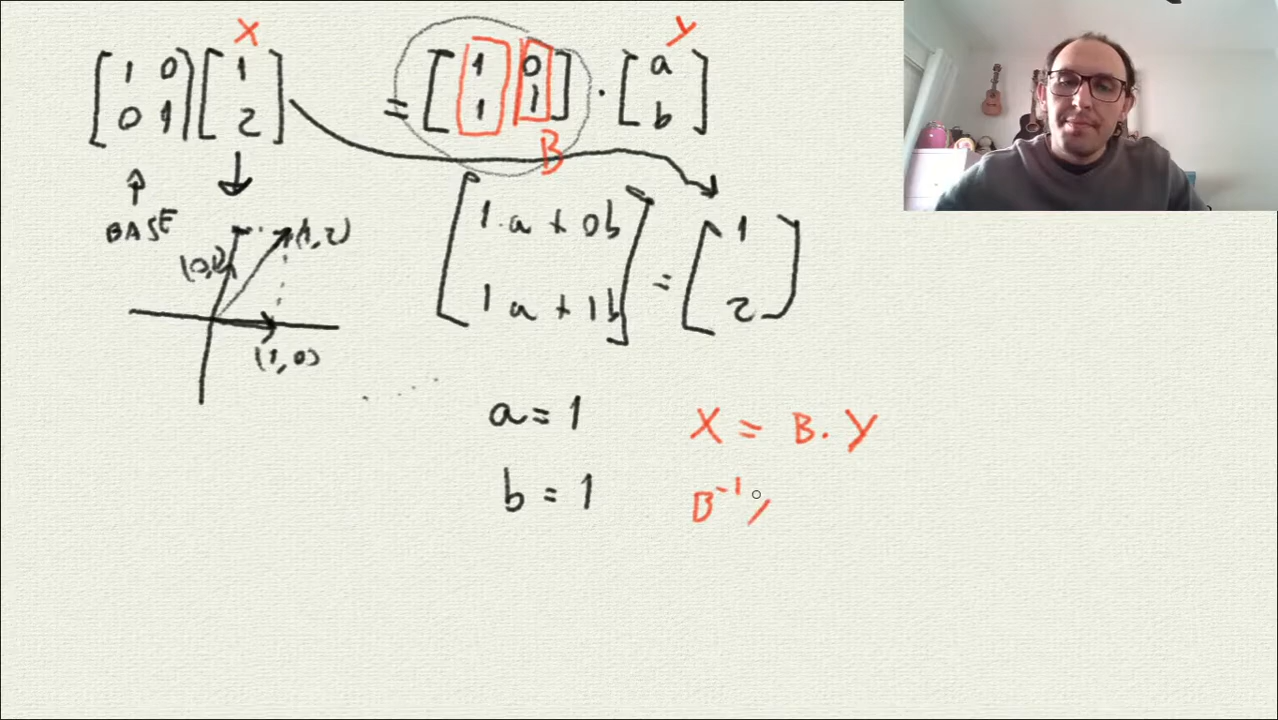 X Y
[1 0 [1 = [1 0 · [a
0 1] 2] 1 1] b]
B
↑ BASE
(0,1) (1,2)
(1,0)
[1·a + 0b [1
1a + 1b] = 2]
a = 1
b = 1
X = B.Y
B⁻¹